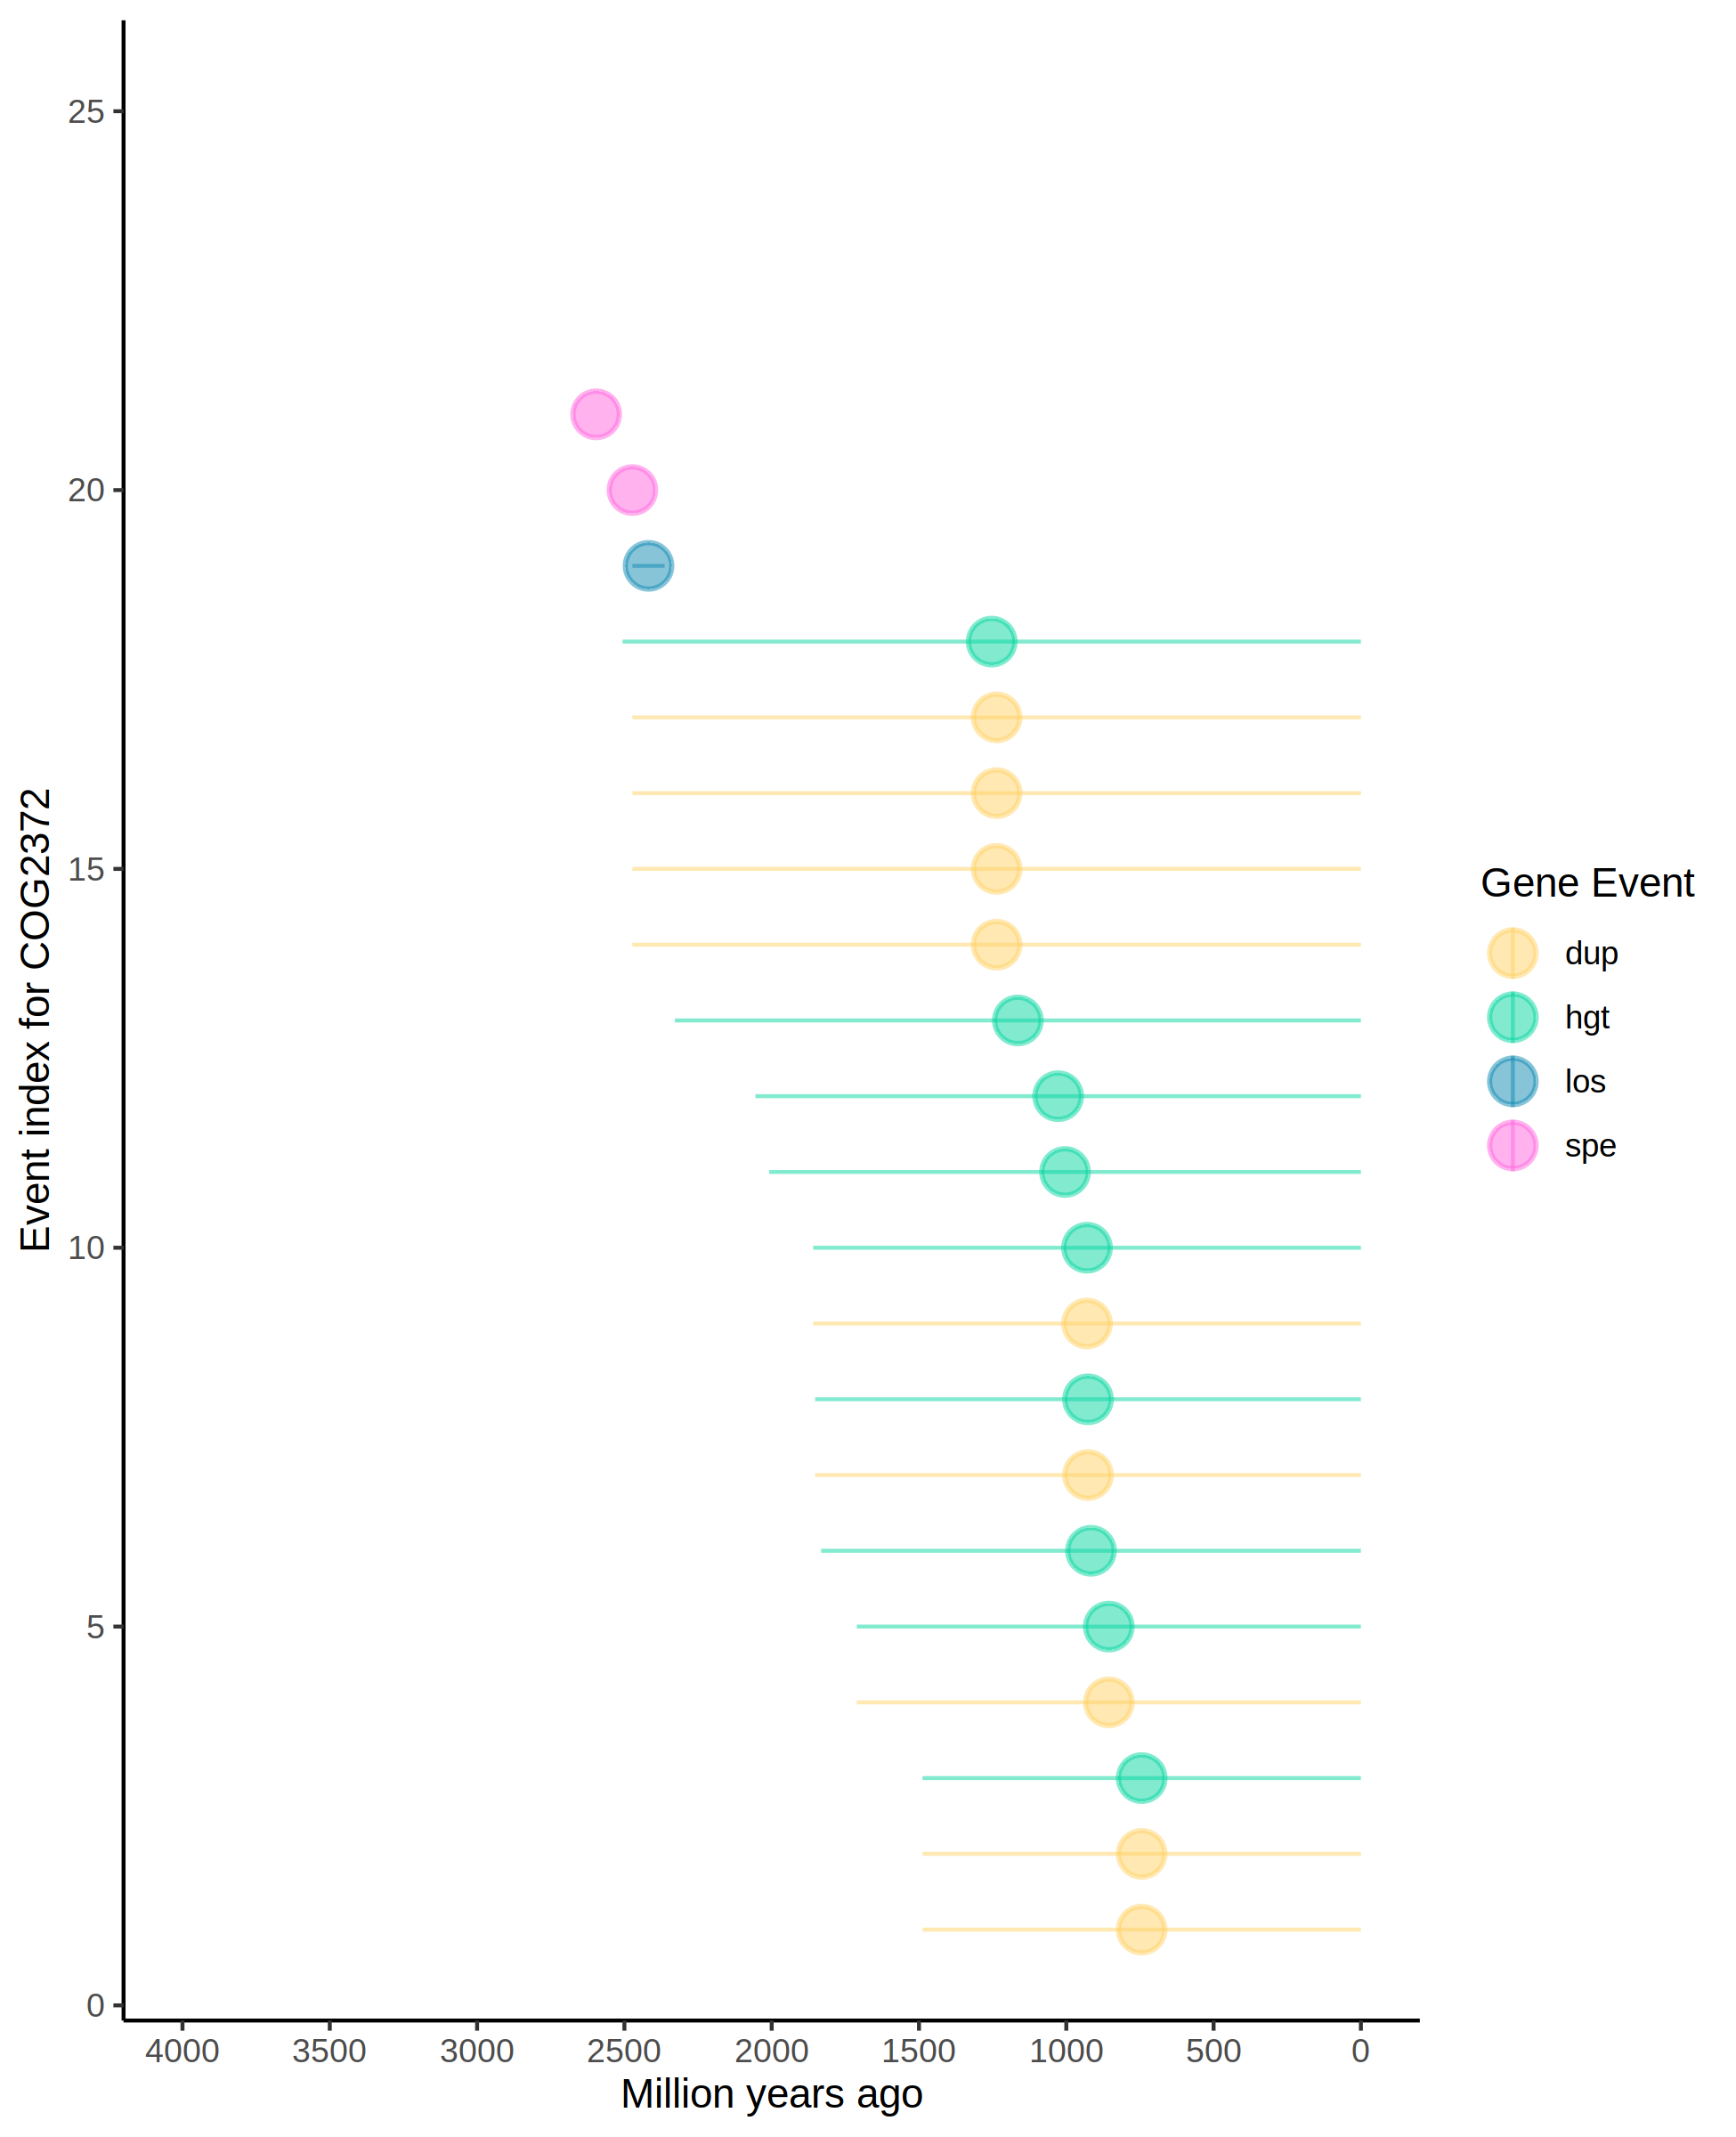 25
20
15
10
5
0
Event index for COG2372
4000 3500 3000 2500 2000 1500 1000 500 0
Million years ago
Gene Event
dup
hgt
los
spe